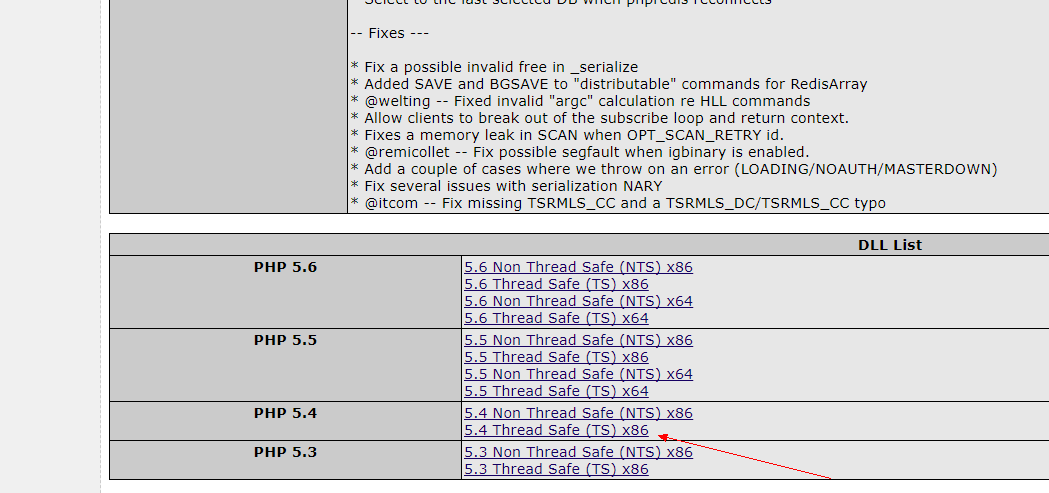 Select to the last selected DB when phpredis reconnects
-- Fixes ---
* Fix a possible invalid free in _serialize
* Added SAVE and BGSAVE to "distributable" commands for RedisArray
* @welting -- Fixed invalid "argc" calculation re HLL commands
* Allow clients to break out of the subscribe loop and return context.
* Fixes a memory leak in SCAN when OPT_SCAN_RETRY id.
* @remicollet -- Fix possible segfault when igbinary is enabled.
* Add a couple of cases where we throw on an error (LOADING/NOAUTH/MASTERDOWN)
* Fix several issues with serialization NARY
* @itcom -- Fix missing TSRMLS_CC and a TSRMLS_DC/TSRMLS_CC typo
DLL List
PHP 5.6
5.6 Non Thread Safe (NTS) x86
5.6 Thread Safe (TS) x86
5.6 Non Thread Safe (NTS) x64
5.6 Thread Safe (TS) x64
PHP 5.5
5.5 Non Thread Safe (NTS) x86
5.5 Thread Safe (TS) x86
5.5 Non Thread Safe (NTS) x64
5.5 Thread Safe (TS) x64
PHP 5.4
5.4 Non Thread Safe (NTS) x86
5.4 Thread Safe (TS) x86
PHP 5.3
5.3 Non Thread Safe (NTS) x86
5.3 Thread Safe (TS) x86